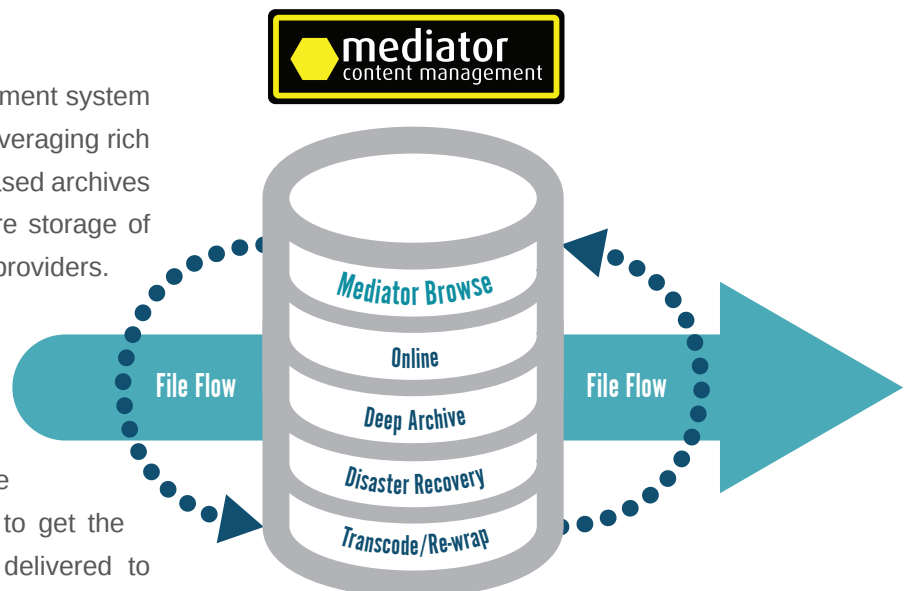 mediator
content management
ment system
veraging rich
ased archives
re storage of
providers.
Mediator Browse
Online
File Flow
File Flow
Deep Archive
Disaster Recovery
Transcode/Re-wrap
e
to get the
delivered to